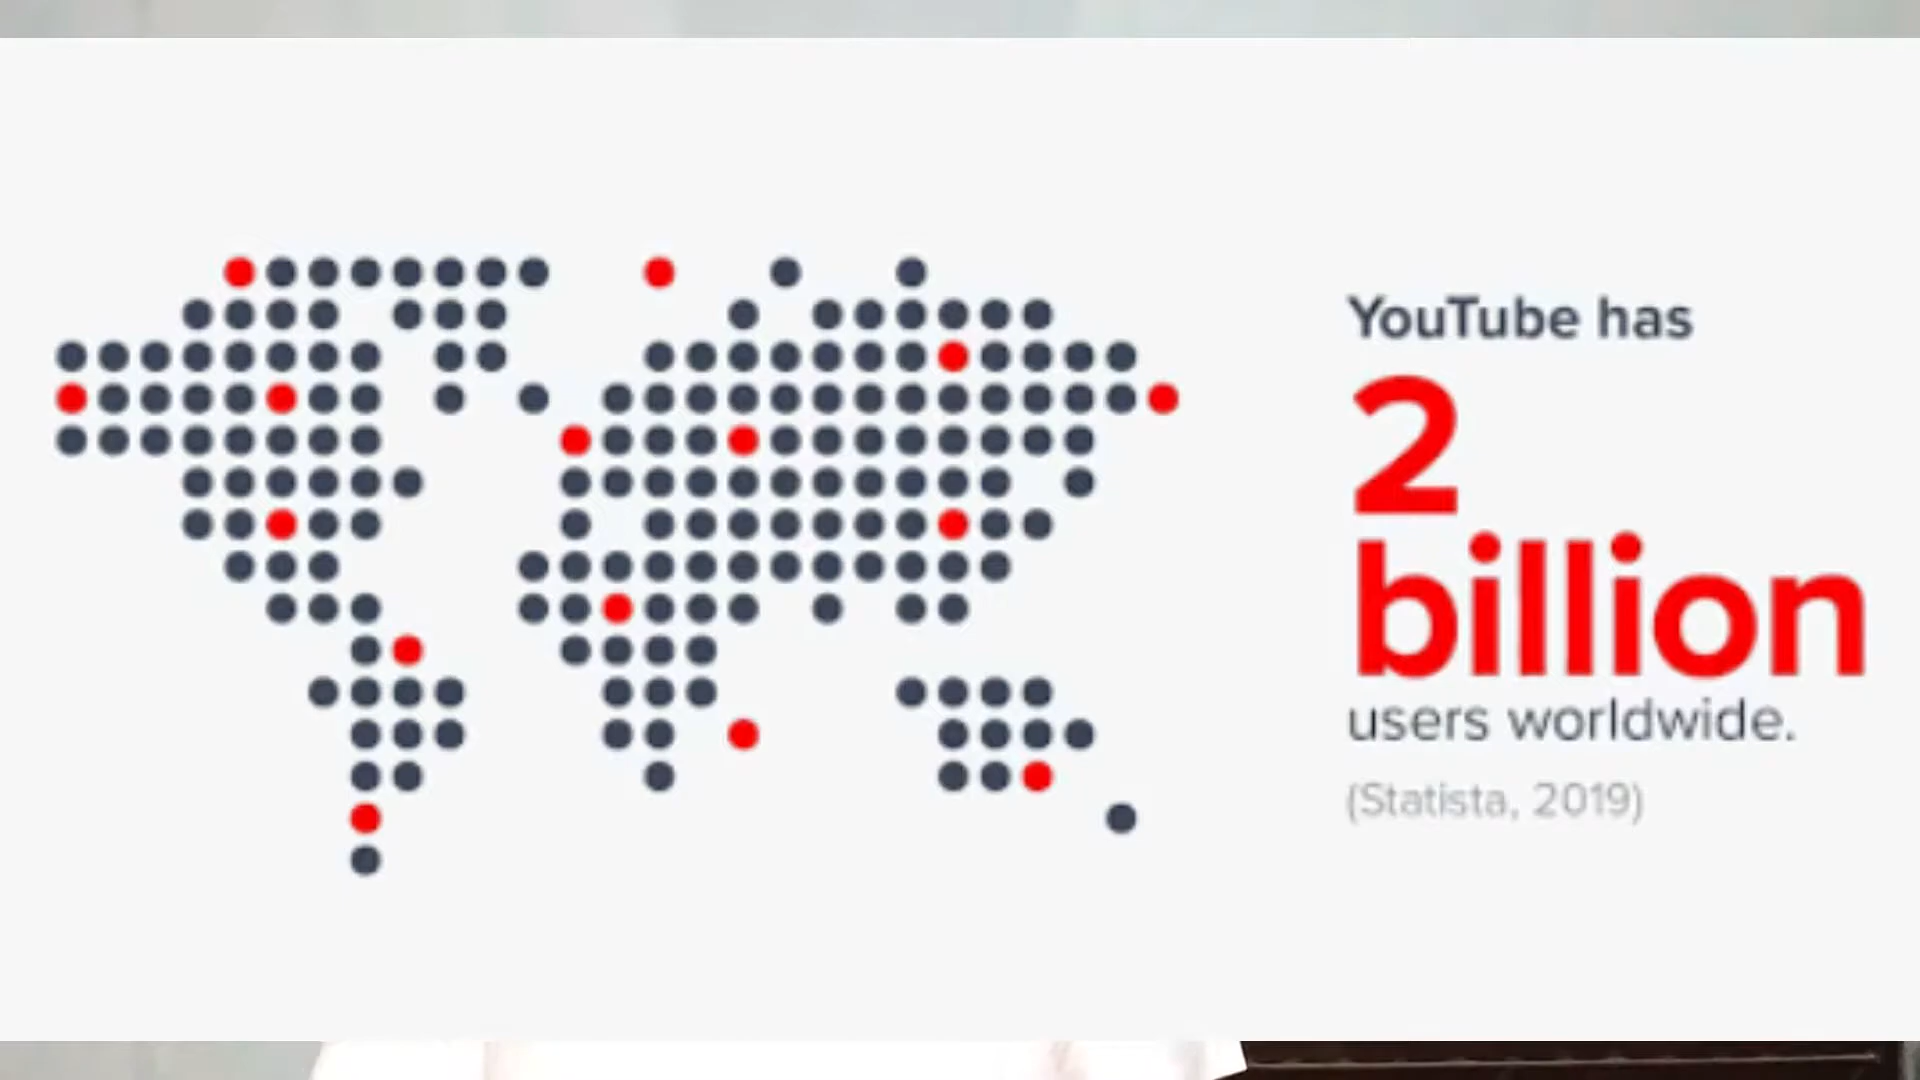 YouTube has
2
billion
users worldwide.
(Statista, 2019)